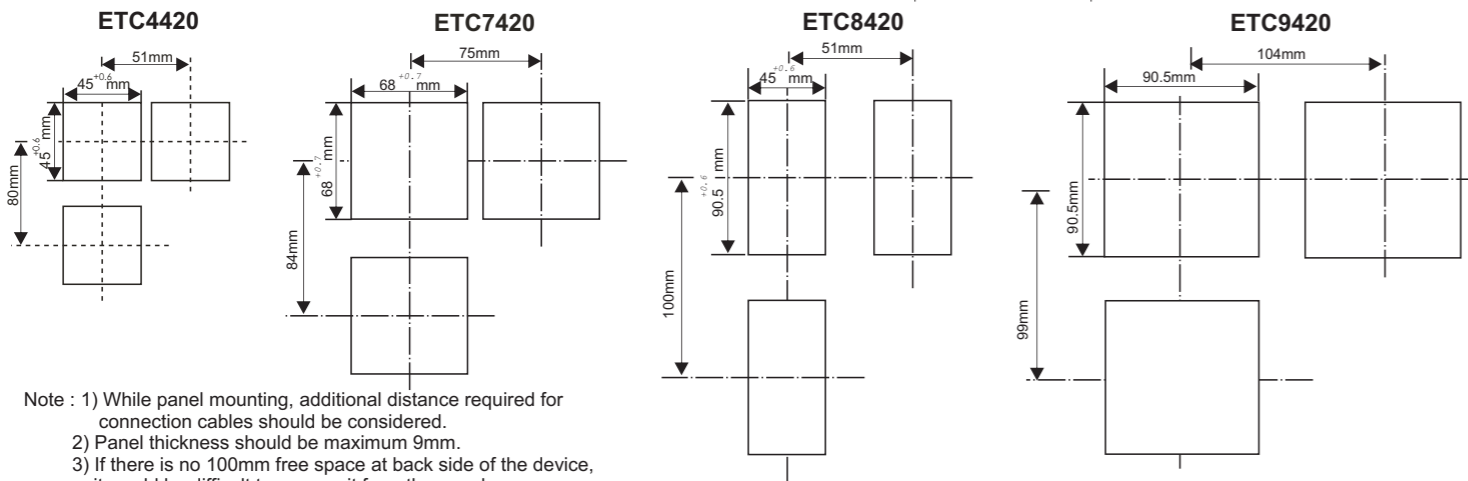 ETC4420
51mm
45+0.6 mm
45+0.6 mm
80mm
ETC7420
75mm
68+0.7 mm
68+0.7 mm
84mm
ETC8420
51mm
45+0.6 mm
90.5+0.6 mm
100mm
ETC9420
104mm
90.5mm
90.5mm
99mm
Note : 1) While panel mounting, additional distance required for
connection cables should be considered.
2) Panel thickness should be maximum 9mm.
3) If there is no 100mm free space at back side of the device,